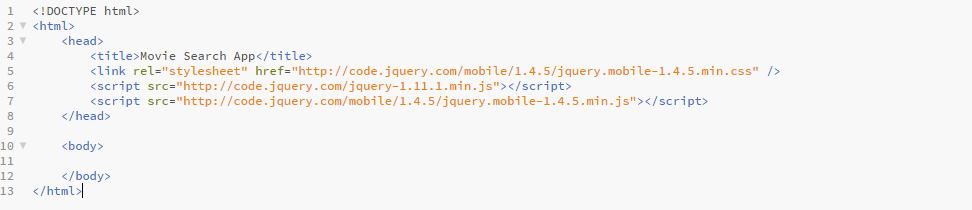 1 <!DOCTYPE html>
2 <html>
3 <head>
4 <title>Movie Search App</title>
5 <link rel="stylesheet" href="http://code.jquery.com/mobile/1.4.5/jquery.mobile-1.4.5.min.css" />
6 <script src="http://code.jquery.com/jquery-1.11.1.min.js"></script>
7 <script src="http://code.jquery.com/mobile/1.4.5/jquery.mobile-1.4.5.min.js"></script>
8 </head>
9
10 <body>
11
12 </body>
13 </html>